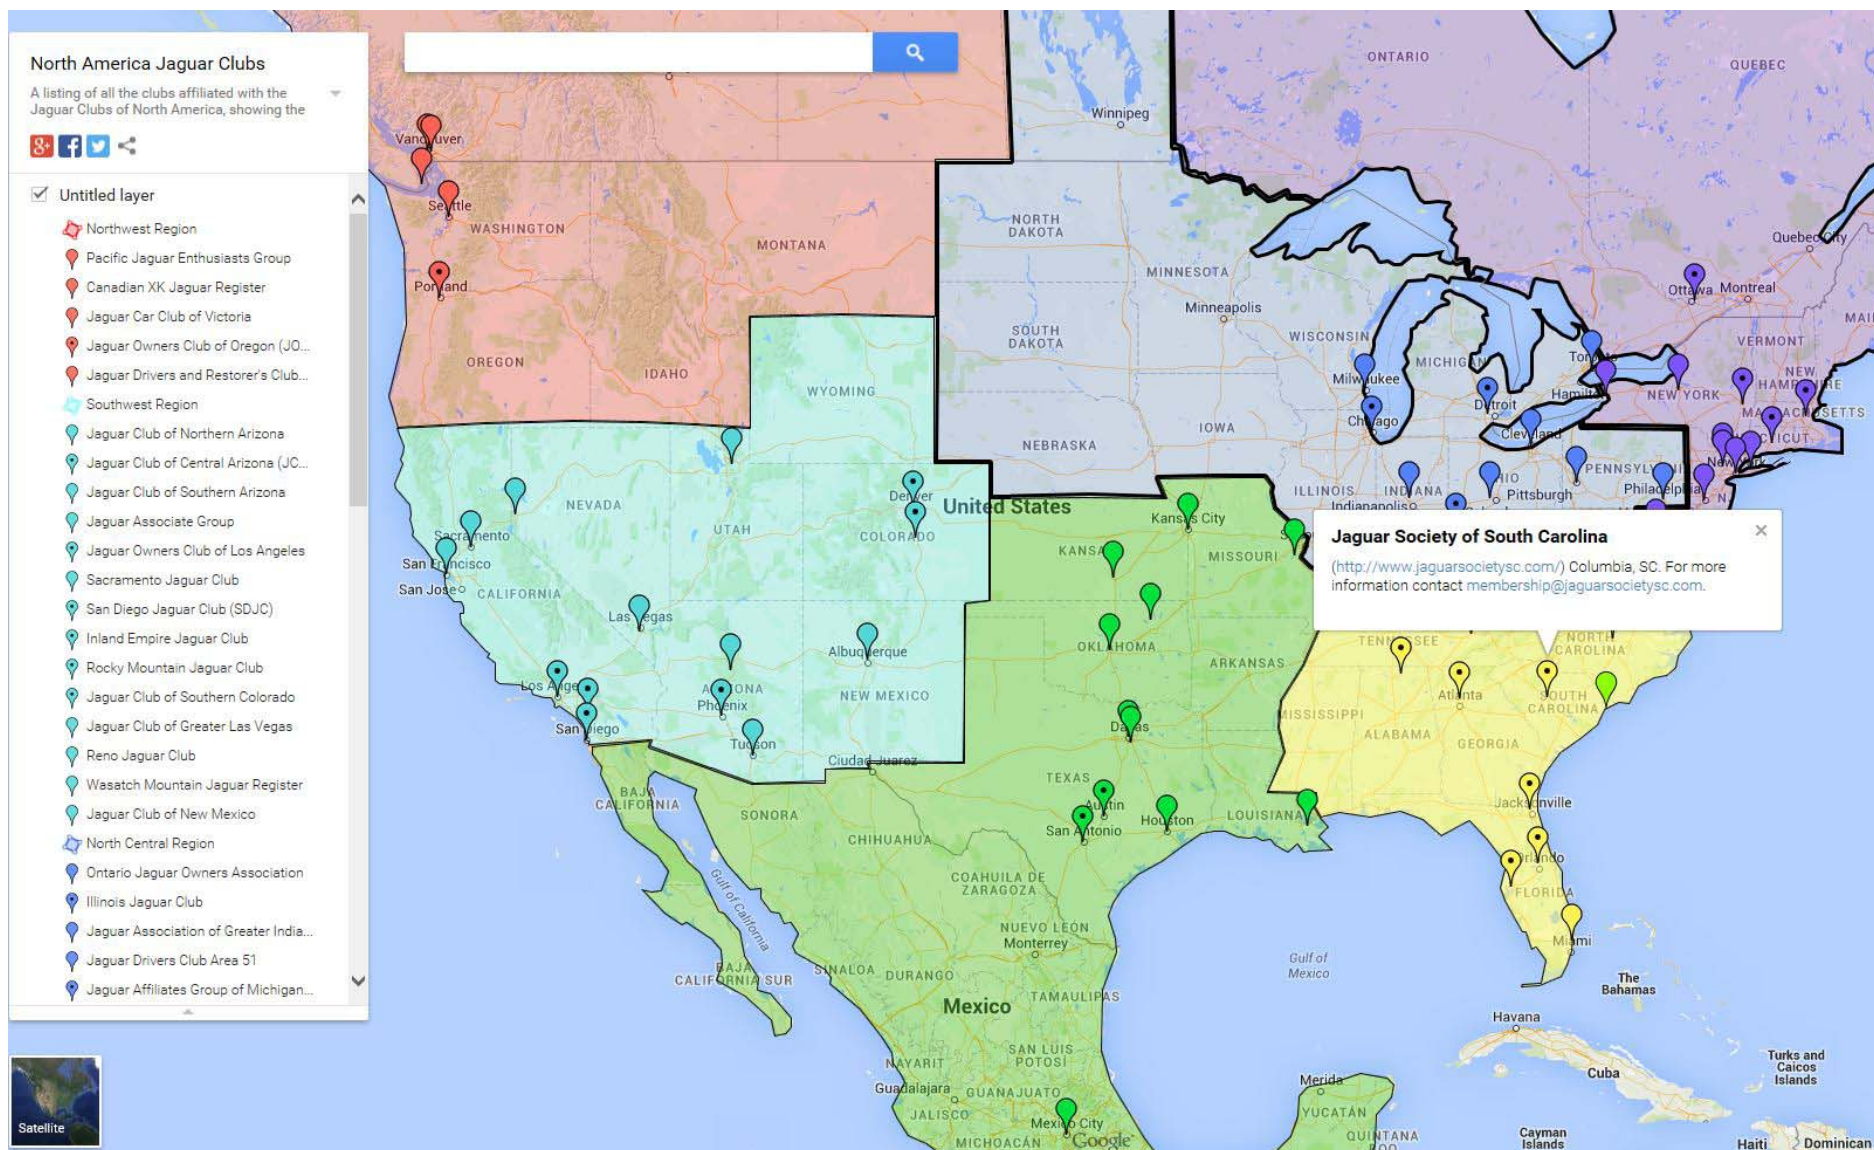 North America Jaguar Clubs
A listing of all the clubs affiliated with the
Jaguar Clubs of North America, showing the
Untitled layer
Northwest Region
Pacific Jaguar Enthusiasts Group
Canadian XK Jaguar Register
Jaguar Car Club of Victoria
Jaguar Owners Club of Oregon (JO...
Jaguar Drivers and Restorer's Club...
Southwest Region
Jaguar Club of Northern Arizona
Jaguar Club of Central Arizona (JC...
Jaguar Club of Southern Arizona
Jaguar Associate Group
Jaguar Owners Club of Los Angeles
Sacramento Jaguar Club
San Diego Jaguar Club (SDJC)
Inland Empire Jaguar Club
Rocky Mountain Jaguar Club
Jaguar Club of Southern Colorado
Jaguar Club of Greater Las Vegas
Reno Jaguar Club
Wasatch Mountain Jaguar Register
Jaguar Club of New Mexico
North Central Region
Ontario Jaguar Owners Association
Illinois Jaguar Club
Jaguar Association of Greater India...
Jaguar Drivers Club Area 51
Jaguar Affiliates Group of Michigan...
Satellite
ONTARIO
QUEBEC
Winnipeg
Vancouver
Seattle
WASHINGTON
MONTANA
NORTH
DAKOTA
MINNESOTA
Quebec City
Ottawa
Montreal
Portland
Minneapolis
WISCONSIN
SOUTH
DAKOTA
MICHIGAN
Toronto
VERMONT
OREGON
IDAHO
WYOMING
Milwaukee
Detroit
Hamilton
NEW YORK
NEW
HAMPSHIRE
MASSACHUSETTS
Chicago
Cleveland
IOWA
NEBRASKA
New York
NEVADA
UTAH
Denver
COLORADO
United States
ILLINOIS
INDIANA
Indianapolis
Pittsburgh
Philadelphia
Kansas City
Sacramento
San Francisco
San Jose
CALIFORNIA
KANSAS
MISSOURI
Jaguar Society of South Carolina
(http://www.jaguarsocietysc.com/) Columbia, SC. For more
information contact membership@jaguarsocietysc.com.
Las Vegas
Albuquerque
OKLAHOMA
ARKANSAS
TENNESSEE
NORTH
CAROLINA
Los Angeles
ARIZONA
Phoenix
NEW MEXICO
Atlanta
SOUTH
CAROLINA
San Diego
Tucson
Dallas
MISSISSIPPI
ALABAMA
GEORGIA
Ciudad Juarez
TEXAS
BAJA
CALIFORNIA
SONORA
CHIHUAHUA
Austin
San Antonio
Houston
LOUISIANA
Jacksonville
Orlando
FLORIDA
COAHUILA DE
ZARAGOZA
Gulf of
California
NUEVO LEÓN
Monterrey
Miami
Gulf of
Mexico
BAJA
CALIFORNIA SUR
SINALOA
DURANGO
TAMAULIPAS
Mexico
The
Bahamas
Havana
SAN LUIS
POTOSÍ
NAYARIT
Guadalajara
GUANAJUATO
JALISCO
Mexico City
MICHOACÁN
Google
Merida
YUCATÁN
QUINTANA
Cuba
Turks and
Caicos
Islands
Cayman
Islands
Haiti
Dominican